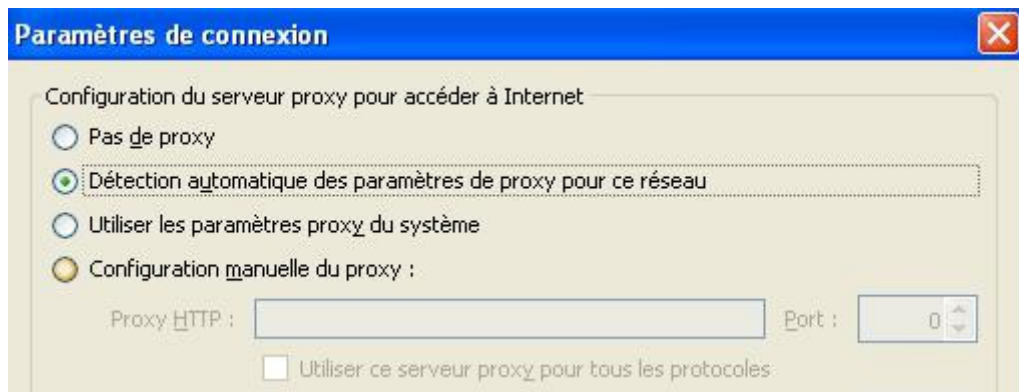 Paramètres de connexion
Configuration du serveur proxy pour accéder à Internet
Pas de proxy
Détection automatique des paramètres de proxy pour ce réseau
Utiliser les paramètres proxy du système
Configuration manuelle du proxy :
Proxy HTTP : Port : 0
Utiliser ce serveur proxy pour tous les protocoles